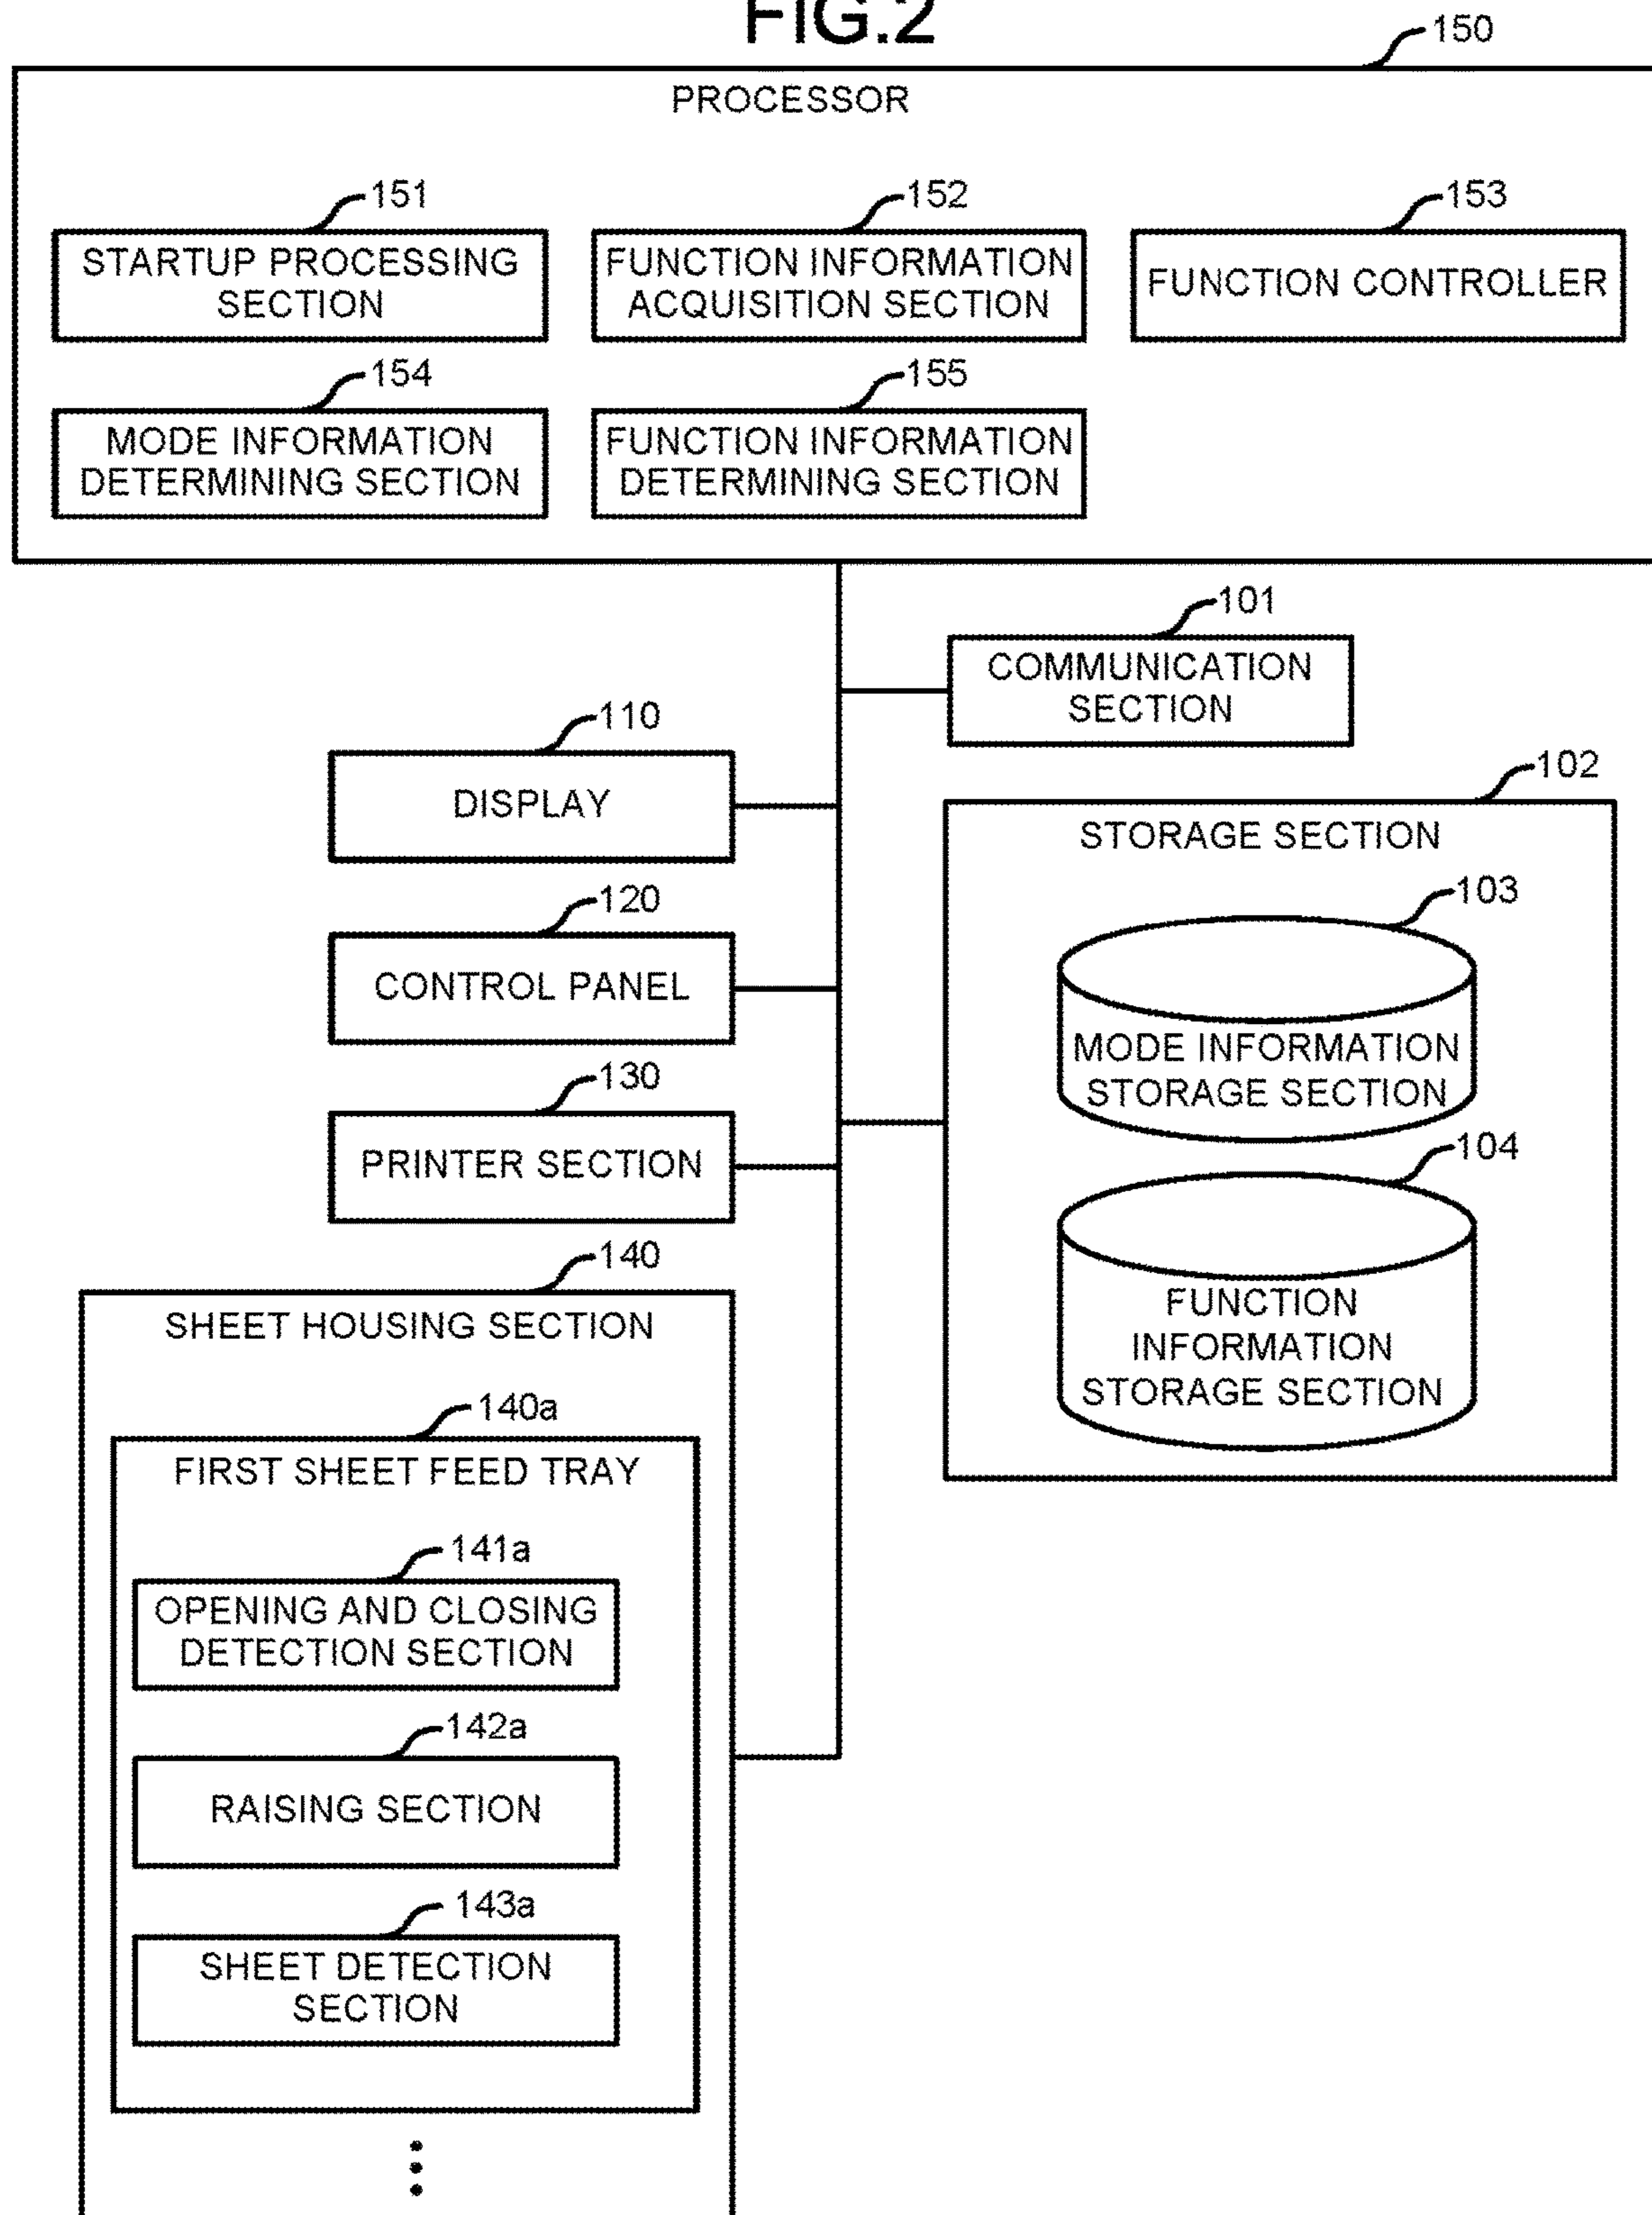 FIG.2
150
PROCESSOR
151
STARTUP PROCESSING
SECTION
152
FUNCTION INFORMATION
ACQUISITION SECTION
153
FUNCTION CONTROLLER
154
MODE INFORMATION
DETERMINING SECTION
155
FUNCTION INFORMATION
DETERMINING SECTION
101
COMMUNICATION
SECTION
110
DISPLAY
102
STORAGE SECTION
103
MODE INFORMATION
STORAGE SECTION
104
FUNCTION
INFORMATION
STORAGE SECTION
120
CONTROL PANEL
130
PRINTER SECTION
140
SHEET HOUSING SECTION
140a
FIRST SHEET FEED TRAY
141a
OPENING AND CLOSING
DETECTION SECTION
142a
RAISING SECTION
143a
SHEET DETECTION
SECTION